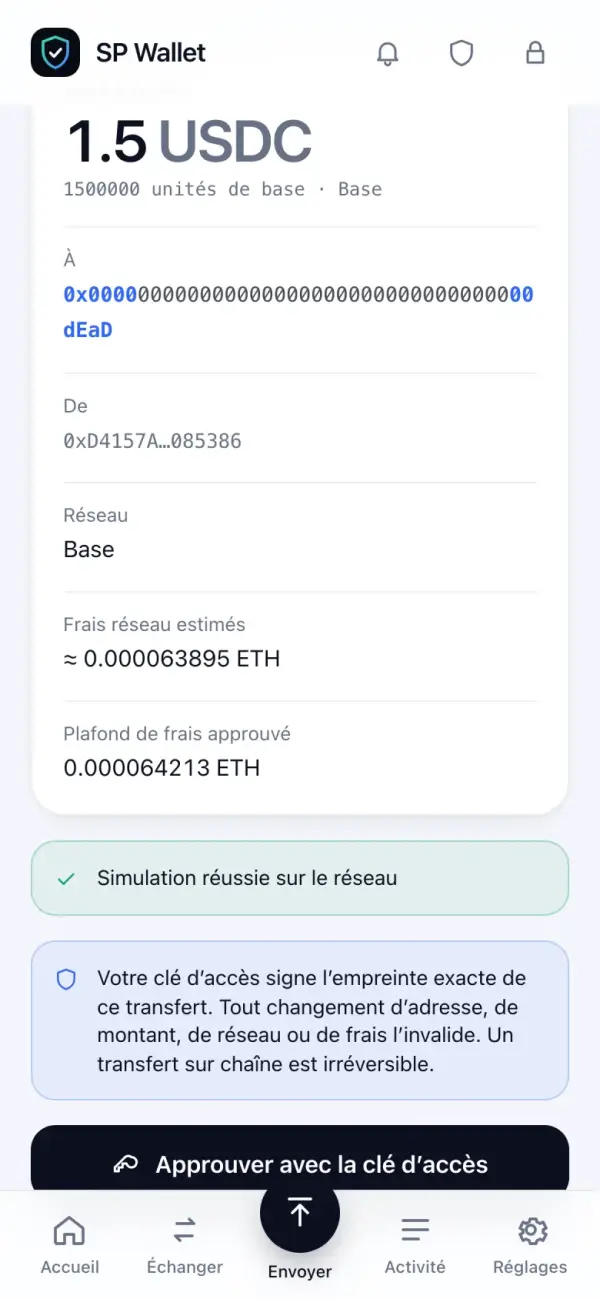 SP Wallet
1.5 USDC
1500000 unités de base · Base
À
0x000000000000000000000000000000000000
dEaD
De
0xD4157A…085386
Réseau
Base
Frais réseau estimés
≈ 0.000063895 ETH
Plafond de frais approuvé
0.000064213 ETH
Simulation réussie sur le réseau
Votre clé d’accès signe l’empreinte exacte de
ce transfert. Tout changement d’adresse, de
montant, de réseau ou de frais l’invalide. Un
transfert sur chaîne est irréversible.
Approuver avec la clé d’accès
Accueil
Échanger
Envoyer
Activité
Réglages